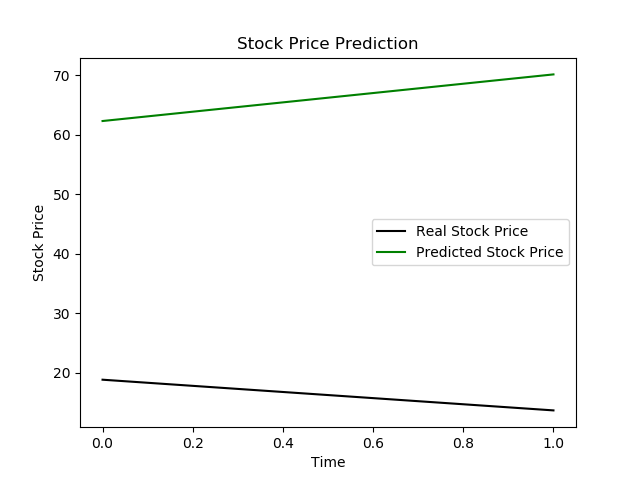 Stock Price Prediction
70
60
50
40
30
20
Stock Price
Real Stock Price
Predicted Stock Price
0.0 0.2 0.4 0.6 0.8 1.0
Time